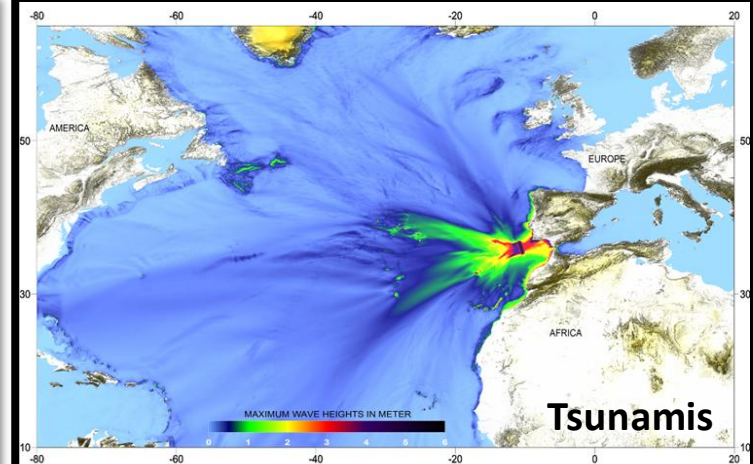 -80 -60 -40 -20 0 20
AMERICA
50 50
EUROPE
30 30
AFRICA
MAXIMUM WAVE HEIGHTS IN METER
0 1 2 3 4 5 6
Tsunamis
10 10
-80 -60 -40 -20 0 20